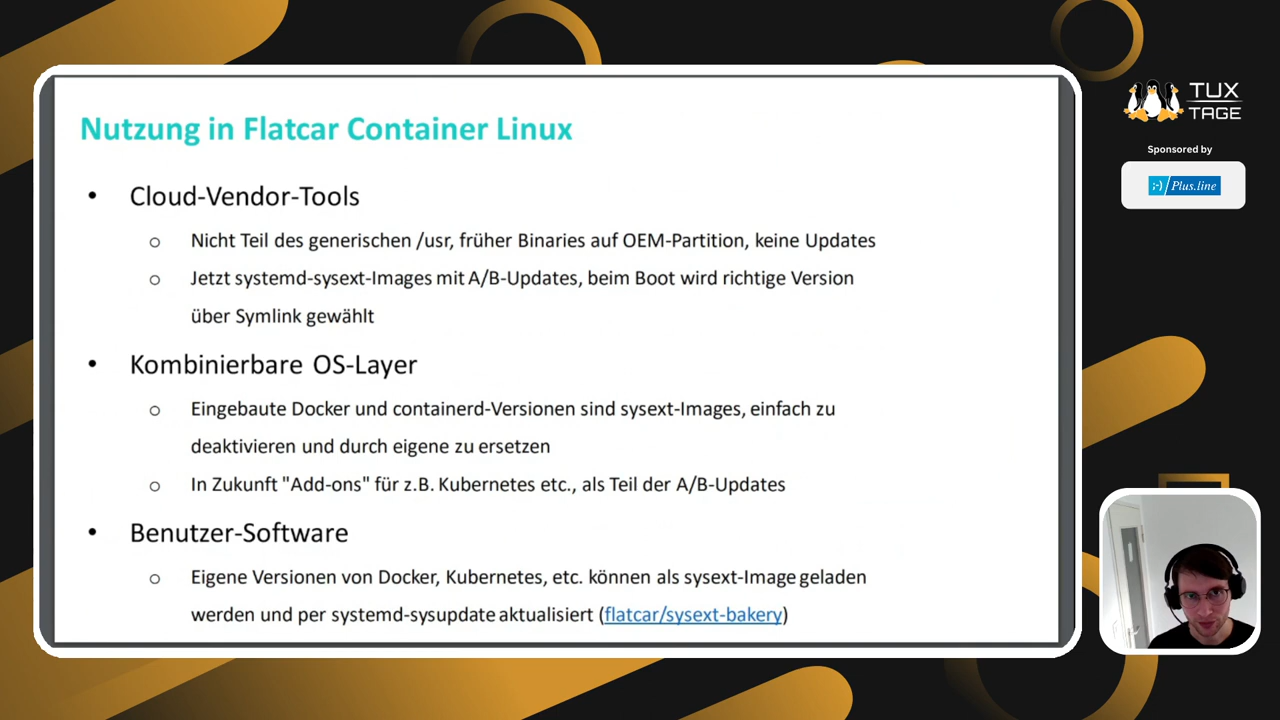 Nutzung in Flatcar Container Linux
• Cloud-Vendor-Tools
○ Nicht Teil des generischen /usr, früher Binaries auf OEM-Partition, keine Updates
○ Jetzt systemd-sysext-Images mit A/B-Updates, beim Boot wird richtige Version
über Symlink gewählt
• Kombinierbare OS-Layer
○ Eingebaute Docker und containerd-Versionen sind sysext-Images, einfach zu
deaktivieren und durch eigene zu ersetzen
○ In Zukunft "Add-ons" für z.B. Kubernetes etc., als Teil der A/B-Updates
• Benutzer-Software
○ Eigene Versionen von Docker, Kubernetes, etc. können als sysext-Image geladen
werden und per systemd-sysupdate aktualisiert (flatcar/sysext-bakery)
TUX
TAGE
Sponsored by
;-) Plus.line